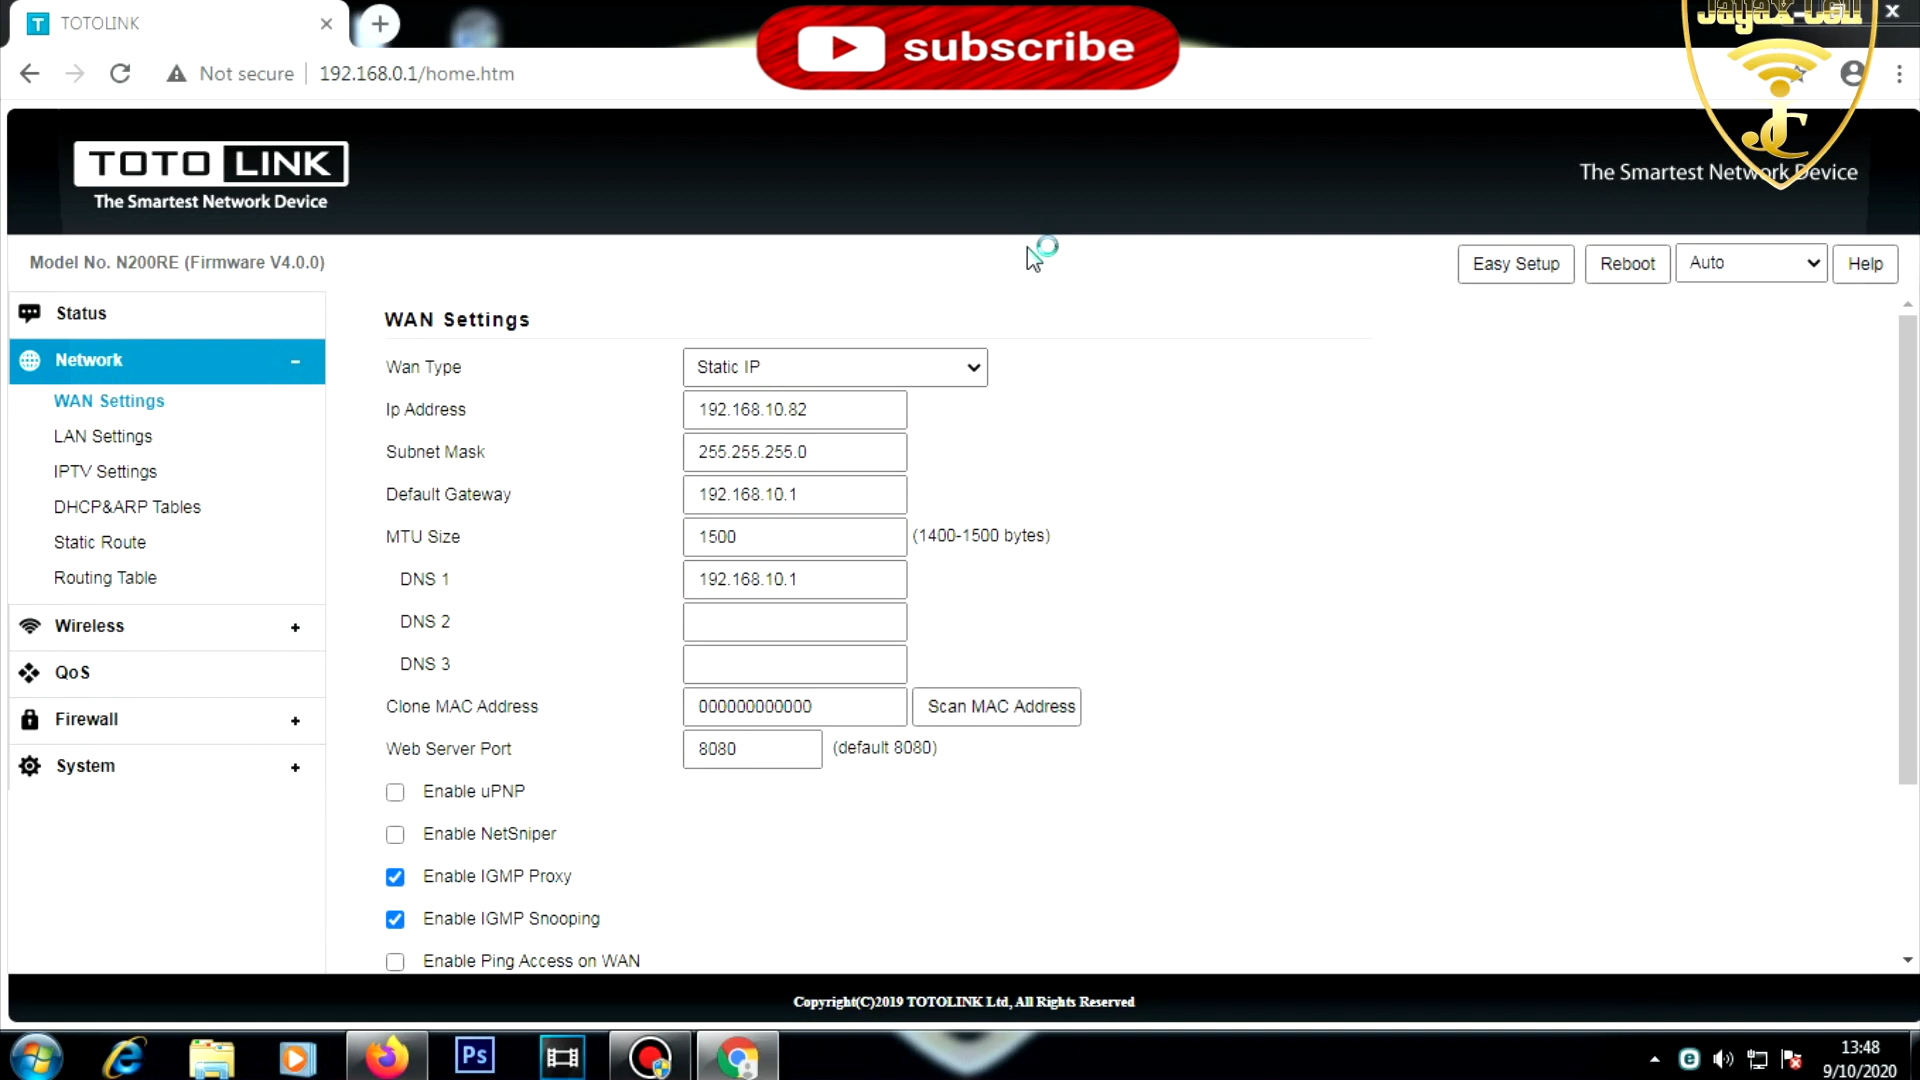 TOTOLINK
subscribe
Jayax-Cell
Not secure
192.168.0.1/home.htm
JC
TOTO LINK
The Smartest Network Device
The Smartest Network Device
Model No. N200RE (Firmware V4.0.0)
Easy Setup
Reboot
Auto
Help
Status
Network
WAN Settings
LAN Settings
IPTV Settings
DHCP&ARP Tables
Static Route
Routing Table
Wireless
QoS
Firewall
System
WAN Settings
Wan Type Static IP
Ip Address 192.168.10.82
Subnet Mask 255.255.255.0
Default Gateway 192.168.10.1
MTU Size 1500 (1400-1500 bytes)
DNS 1 192.168.10.1
DNS 2
DNS 3
Clone MAC Address 000000000000 Scan MAC Address
Web Server Port 8080 (default 8080)
Enable uPNP
Enable NetSniper
Enable IGMP Proxy
Enable IGMP Snooping
Enable Ping Access on WAN
Copyright(C)2019 TOTOLINK Ltd, All Rights Reserved
Ps
13:48
9/10/2020